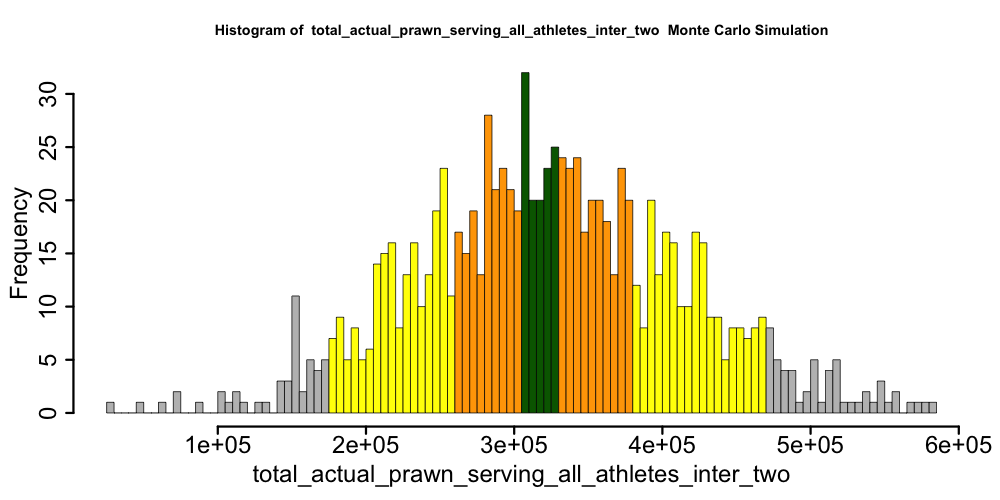 Histogram of  total_actual_prawn_serving_all_athletes_inter_two  Monte Carlo Simulation
30
25
20
15
10
5
0
Frequency
1e+05 2e+05 3e+05 4e+05 5e+05 6e+05
total_actual_prawn_serving_all_athletes_inter_two